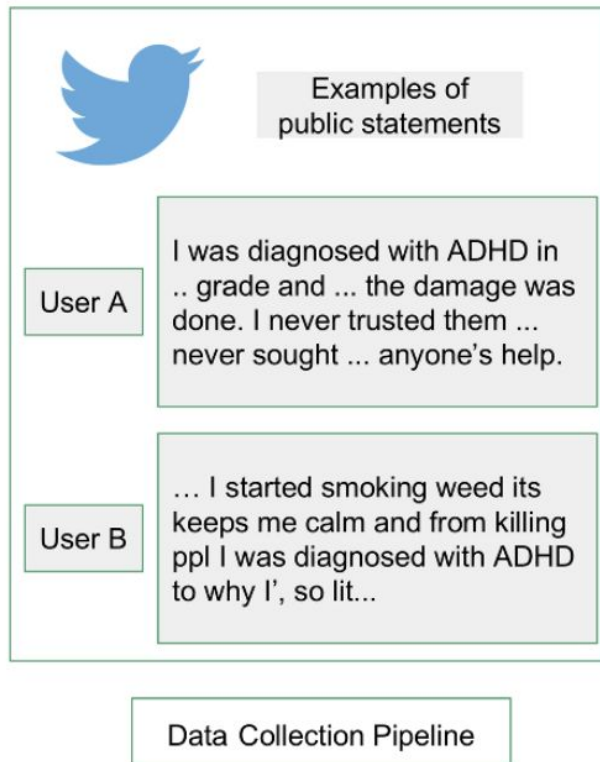 Examples of
public statements
User A
I was diagnosed with ADHD in
.. grade and ... the damage was
done. I never trusted them ...
never sought ... anyone's help.
User B
... I started smoking weed its
keeps me calm and from killing
ppl I was diagnosed with ADHD
to why I', so lit...
Data Collection Pipeline